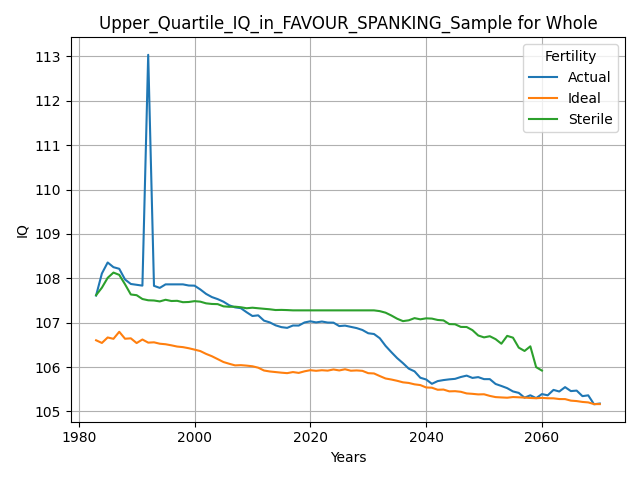 Upper_Quartile_IQ_in_FAVOUR_SPANKING_Sample for Whole
Fertility
Actual
Ideal
Sterile
113
112
111
110
109
108
107
106
105
IQ
1980 2000 2020 2040 2060
Years